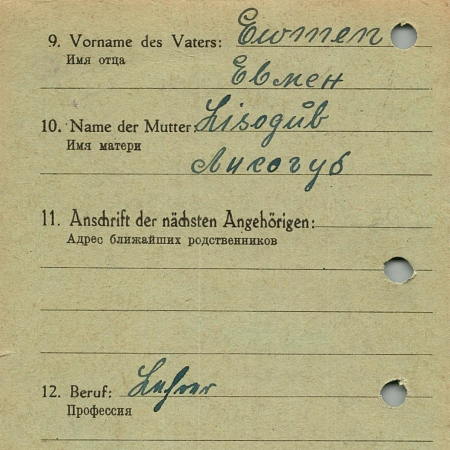 9. Vorname des Vaters: Ewmen
Имя отца
Евмен
10. Name der Mutter: Lisogub
Имя матери
Лисогуб
11. Anschrift der nächsten Angehörigen:
Адрес ближайших родственников
12. Beruf: Lehrer
Профессия